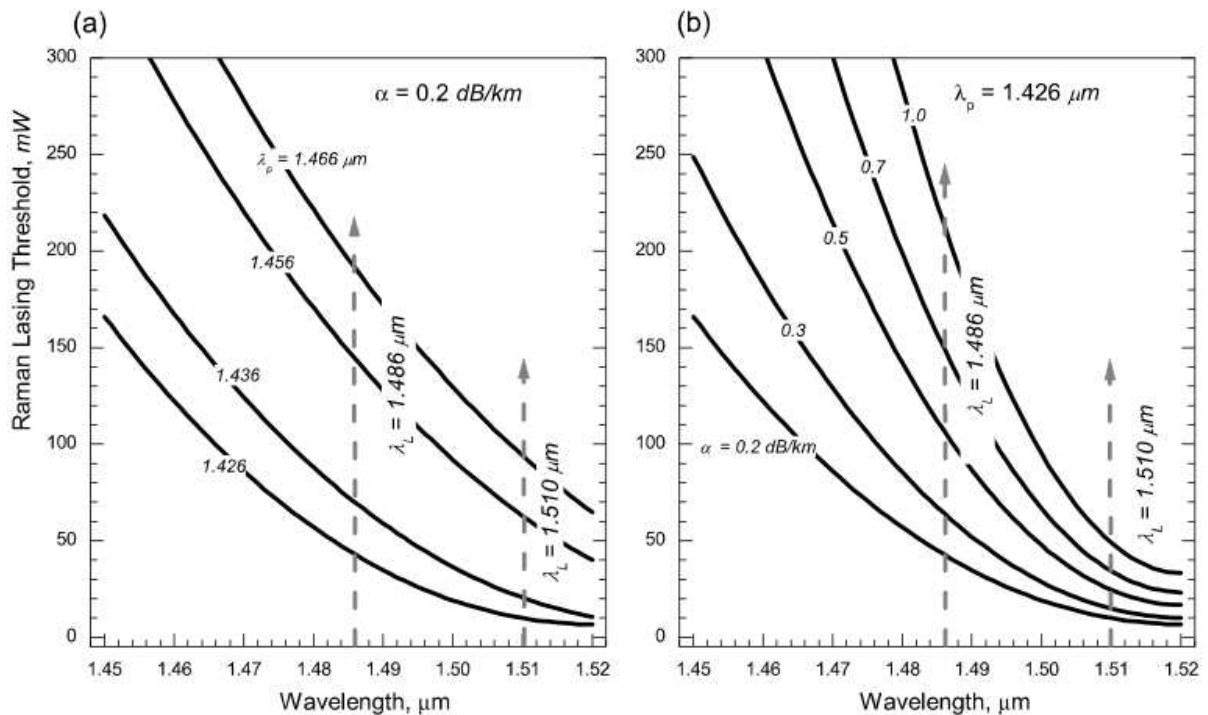 (a)
Raman Lasing Threshold, mW
300
250
200
150
100
50
0
α = 0.2 dB/km
λp = 1.466 μm
1.456
1.436
1.426
λL = 1.486 μm
λL = 1.510 μm
1.45 1.46 1.47 1.48 1.49 1.50 1.51 1.52
Wavelength, μm
(b)
300
250
200
150
100
50
0
λp = 1.426 μm
1.0
0.7
0.5
0.3
α = 0.2 dB/km
λL = 1.486 μm
λL = 1.510 μm
1.45 1.46 1.47 1.48 1.49 1.50 1.51 1.52
Wavelength, μm